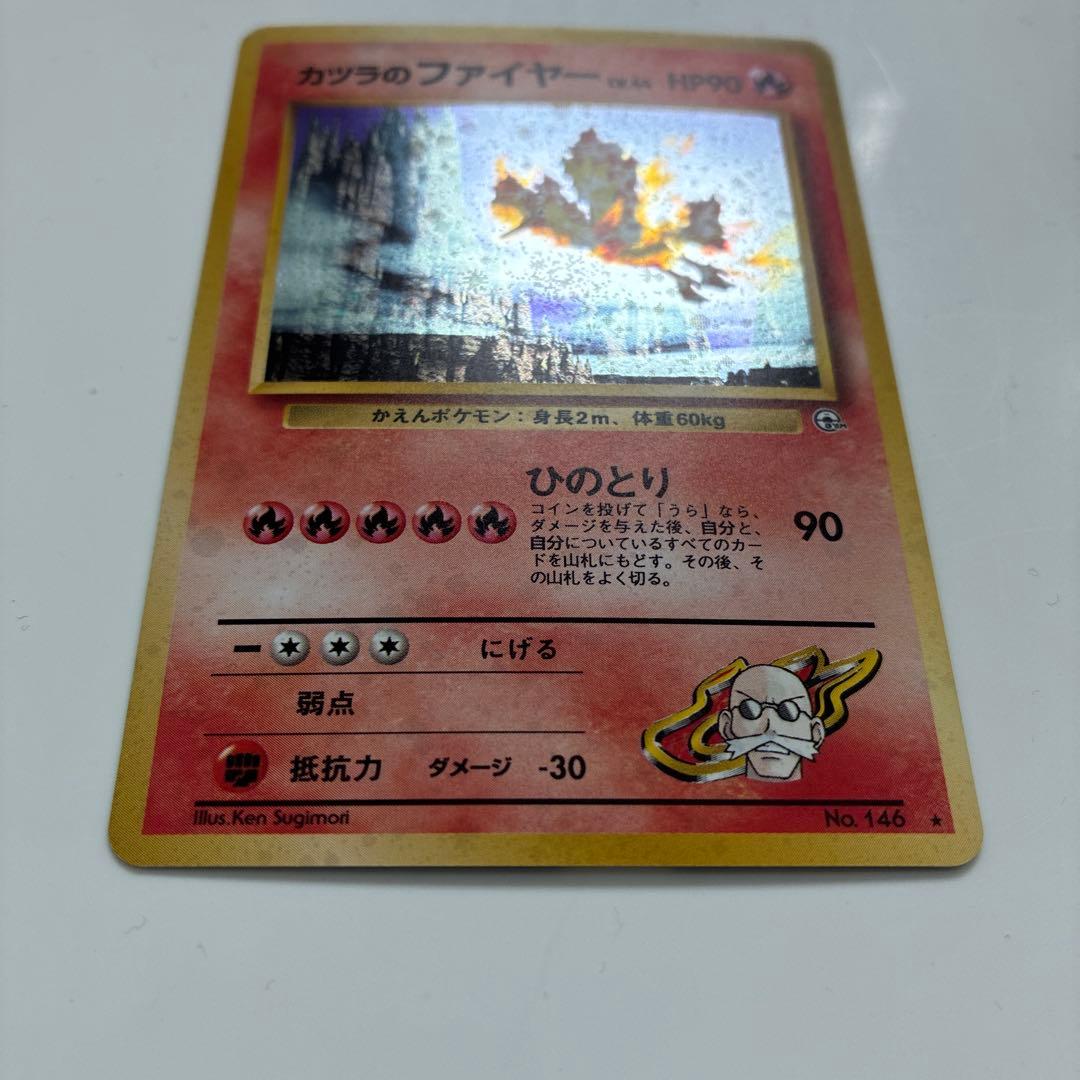 カツラのファイヤー LV.44 HP90
かえんポケモン：身長2m、体重60kg
ひのとり
コインを投げて「うら」なら、
ダメージを与えた後、自分と、
自分についているすべてのカー
ドを山札にもどす。その後、そ
の山札をよく切る。
90
にげる
弱点
抵抗力 ダメージ -30
Illus. Ken Sugimori
No. 146 ★